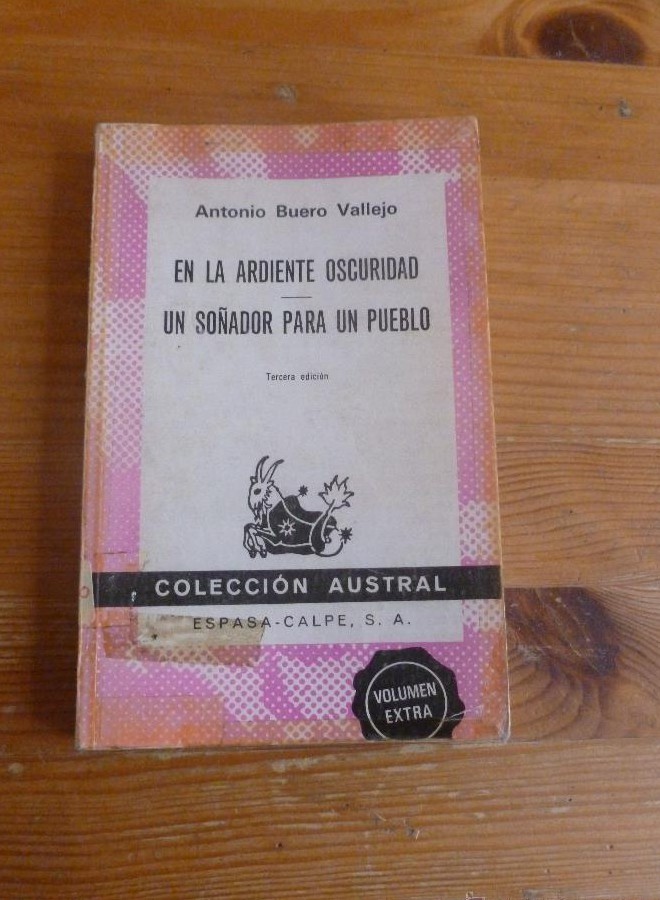 Antonio Buero Vallejo
EN LA ARDIENTE OSCURIDAD
UN SOÑADOR PARA UN PUEBLO
Tercera edición
COLECCIÓN AUSTRAL
ESPASA-CALPE, S. A.
VOLUMEN
EXTRA